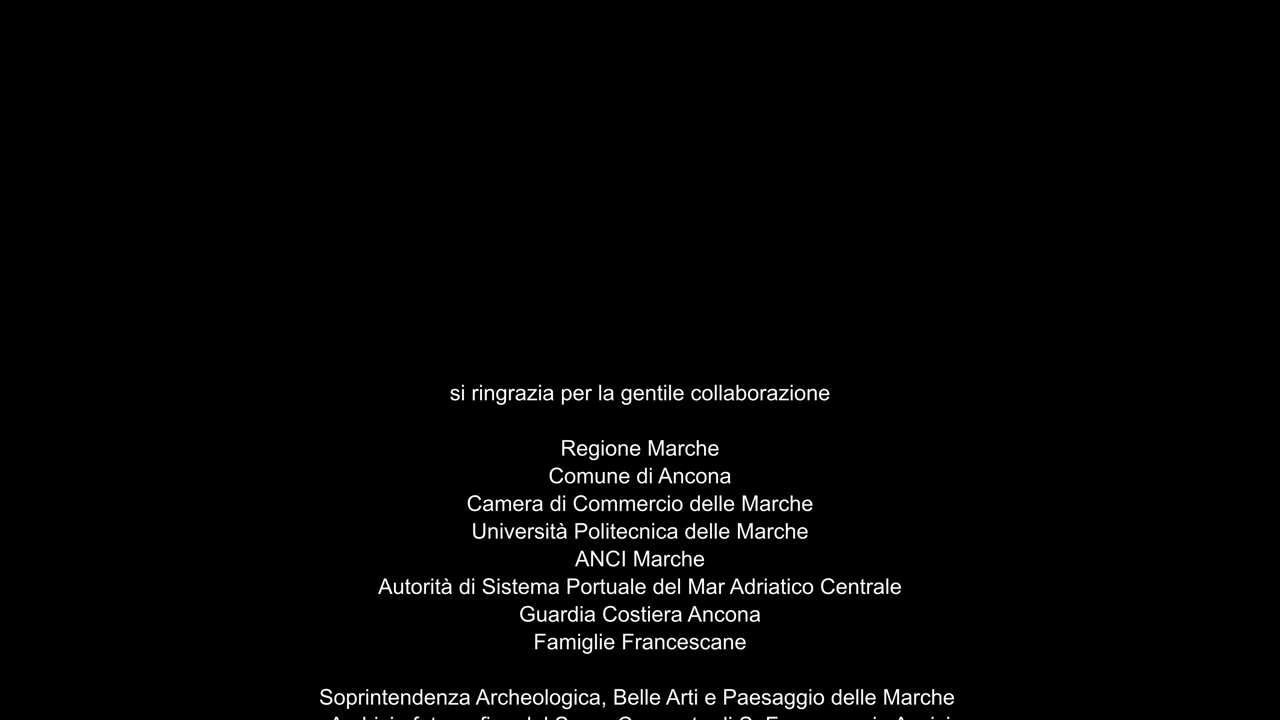 si ringrazia per la gentile collaborazione
Regione Marche
Comune di Ancona
Camera di Commercio delle Marche
Università Politecnica delle Marche
ANCI Marche
Autorità di Sistema Portuale del Mar Adriatico Centrale
Guardia Costiera Ancona
Famiglie Francescane
Soprintendenza Archeologica, Belle Arti e Paesaggio delle Marche